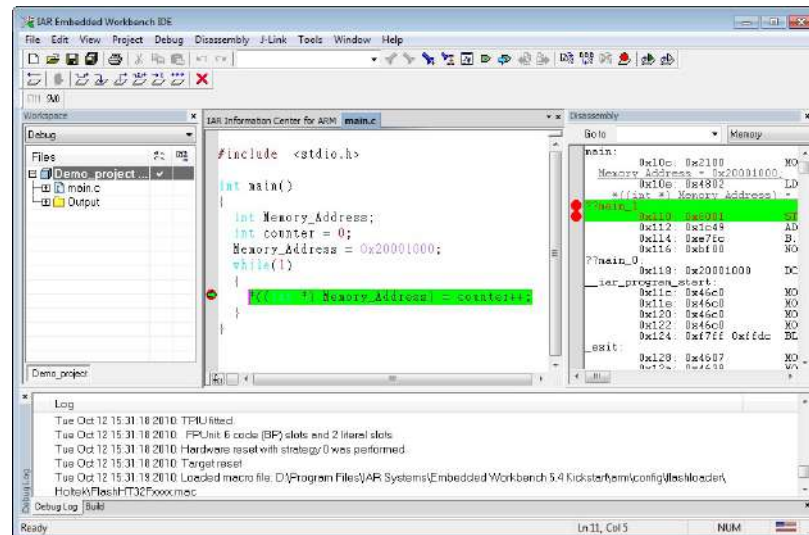 IAR Embedded Workbench IDE
File Edit View Project Debug Disassembly J-Link Tools Window Help
Workspace
IAR Information Center for ARM main.c
Disassembly
Debug
Go to
Memory
Files
Demo_project ...
main.c
Output
#include <stdio.h>
int main()
{
int Memory_Address;
int counter = 0;
Memory_Address = 0x20001000;
while(1)
{
*) Memory_Address) = counter++;
}
}
main:
0x10c: 0x2100 MO
Memory_Address = 0x20001000;
0x10e: 0x4802 LD
*((int *) Memory_Address) =
??main_1
0x110: 0x6001 ST
0x112: 0x1c49 AD
0x114: 0xe7fc B.
0x116: 0xbf00 NO
??main_0:
0x118: 0x20001000 DC
__iar_program_start:
0x11c: 0x46c0 MO
0x11e: 0x46c0 MO
0x120: 0x46c0 MO
0x122: 0x46c0 MO
0x124: 0xf7ff 0xffdc BL
_exit:
0x128: 0x4607 MO
Demo_project
Log
Tue Oct 12 15:31:18 2010: TPIU fitted.
Tue Oct 12 15:31:18 2010: FPUnit: 6 code (BP) slots and 2 literal slots
Tue Oct 12 15:31:18 2010: Hardware reset with strategy 0 was performed
Tue Oct 12 15:31:18 2010: Target reset
Tue Oct 12 15:31:19 2010: Loaded macro file: D:\Program Files\IAR Systems\Embedded Workbench 5.4 Kickstart\arm\config\flashloader\
Holtek\FlashHT32Fxxxx.mac
Debug Log Build
Debug Log
Ready
Ln 11, Col 5
NUM